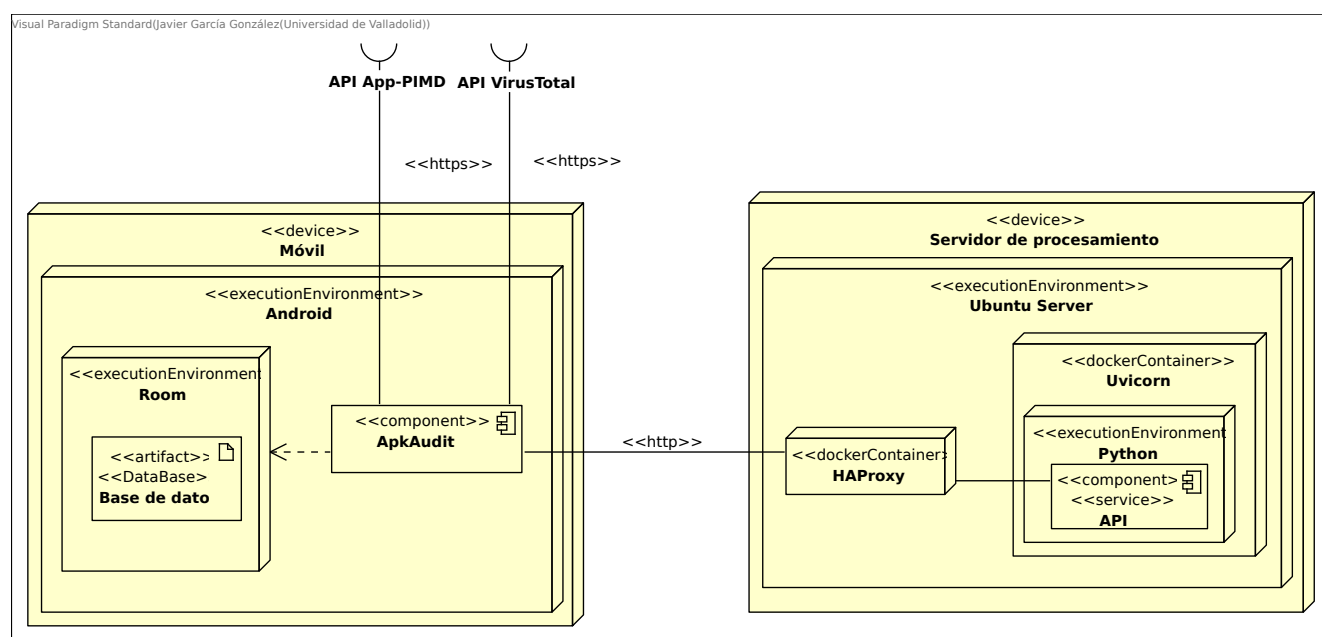 Visual Paradigm Standard(Javier García González(Universidad de Valladolid))
API App-PIMD
API VirusTotal
<<https>>
<<https>>
<<device>>
Móvil
<<executionEnvironment>>
Android
<<executionEnvironment
Room
<<artifact>>
<<DataBase>
Base de dato
<<component>>
ApkAudit
<<http>>
<<device>>
Servidor de procesamiento
<<executionEnvironment>>
Ubuntu Server
<<dockerContainer>>
Uvicorn
<<executionEnvironment
Python
<<component>
<<service>>
API
<<dockerContainer>
HAProxy